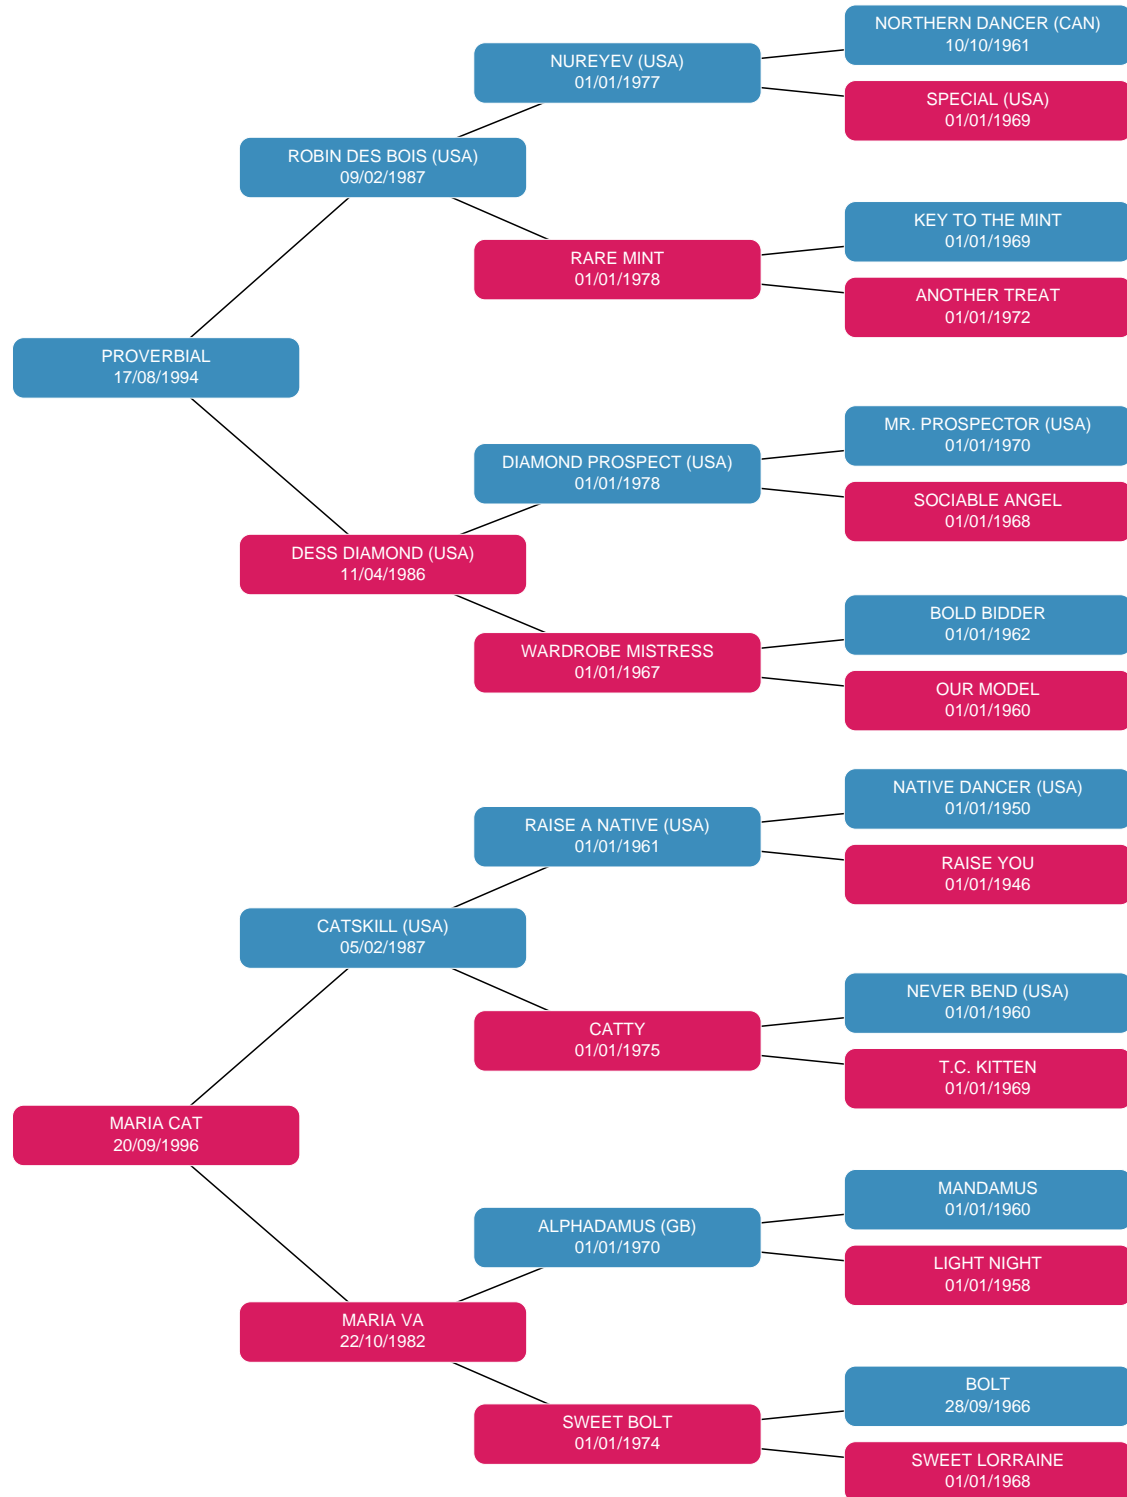 NORTHERN DANCER (CAN)
10/10/1961
NUREYEV (USA)
01/01/1977
SPECIAL (USA)
01/01/1969
ROBIN DES BOIS (USA)
09/02/1987
KEY TO THE MINT
01/01/1969
RARE MINT
01/01/1978
ANOTHER TREAT
01/01/1972
PROVERBIAL
17/08/1994
MR. PROSPECTOR (USA)
01/01/1970
DIAMOND PROSPECT (USA)
01/01/1978
SOCIABLE ANGEL
01/01/1968
DESS DIAMOND (USA)
11/04/1986
BOLD BIDDER
01/01/1962
WARDROBE MISTRESS
01/01/1967
OUR MODEL
01/01/1960
NATIVE DANCER (USA)
01/01/1950
RAISE A NATIVE (USA)
01/01/1961
RAISE YOU
01/01/1946
CATSKILL (USA)
05/02/1987
NEVER BEND (USA)
01/01/1960
CATTY
01/01/1975
T.C. KITTEN
01/01/1969
MARIA CAT
20/09/1996
MANDAMUS
01/01/1960
ALPHADAMUS (GB)
01/01/1970
LIGHT NIGHT
01/01/1958
MARIA VA
22/10/1982
BOLT
28/09/1966
SWEET BOLT
01/01/1974
SWEET LORRAINE
01/01/1968